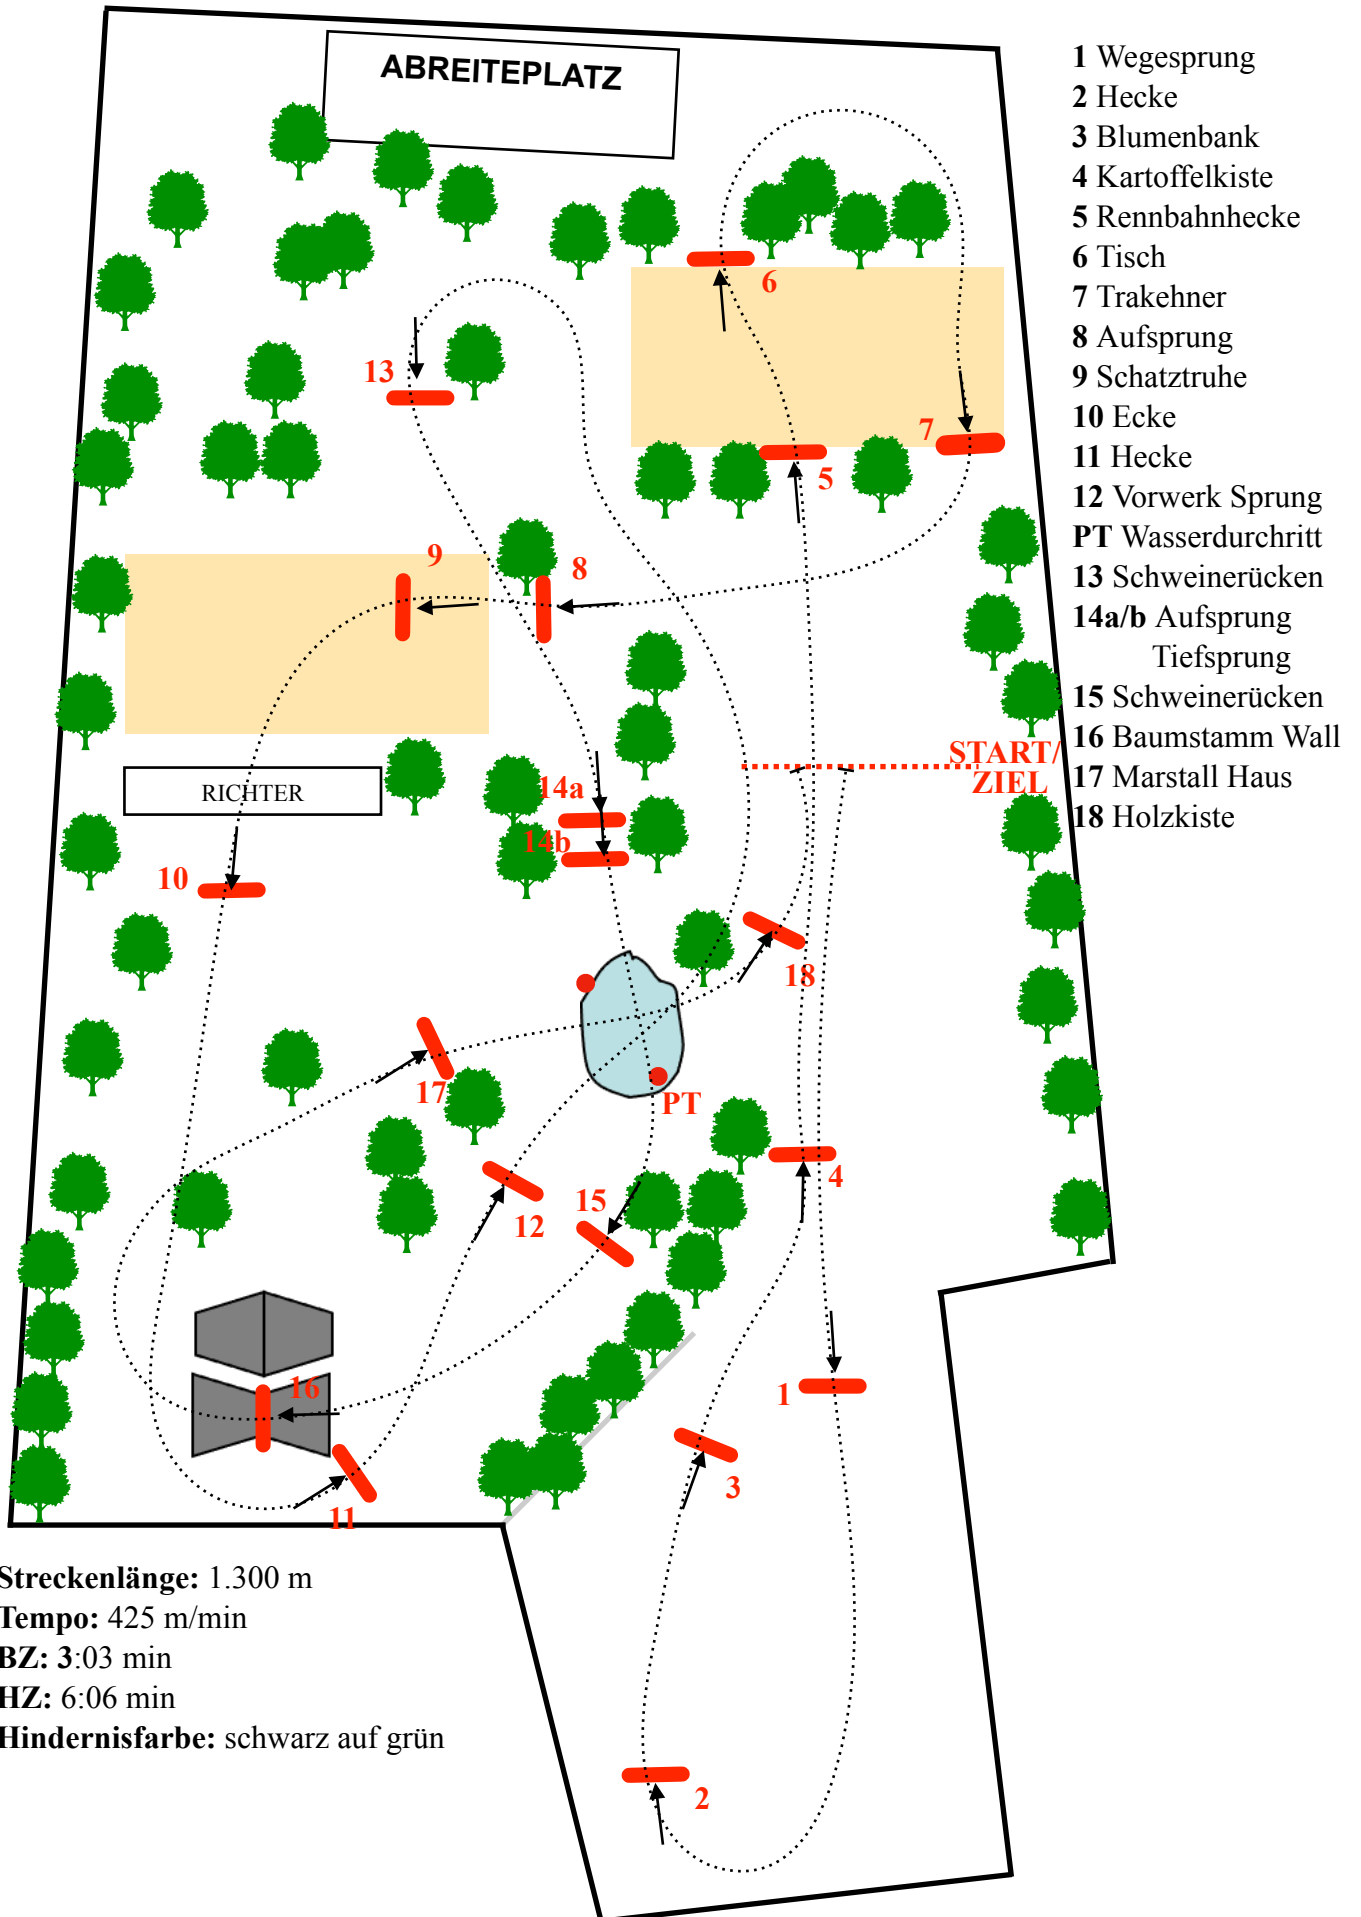 ABREITEPLATZ
1 Wegesprung
2 Hecke
3 Blumenbank
4 Kartoffelkiste
5 Rennbahnhecke
6 Tisch
7 Trakehner
8 Aufsprung
9 Schatztruhe
10 Ecke
11 Hecke
12 Vorwerk Sprung
PT Wasserdurchritt
13 Schweinerücken
14a/b Aufsprung
Tiefsprung
15 Schweinerücken
16 Baumstamm Wall
17 Marstall Haus
18 Holzkiste
6
13
7
5
9
8
START/
ZIEL
RICHTER
14a
14b
10
18
17
PT
4
15
12
16
1
3
11
2
Streckenlänge: 1.300 m
Tempo: 425 m/min
BZ: 3:03 min
HZ: 6:06 min
Hindernisfarbe: schwarz auf grün